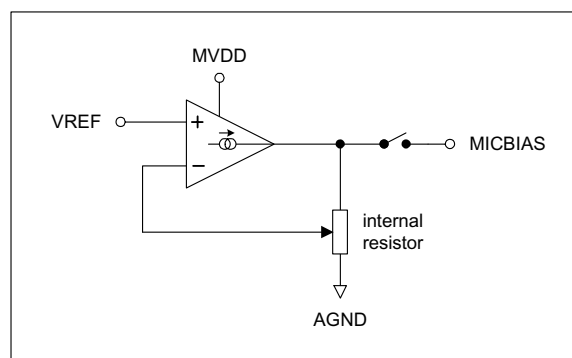 MVDD
VREF
+
−
MICBIAS
internal
resistor
AGND